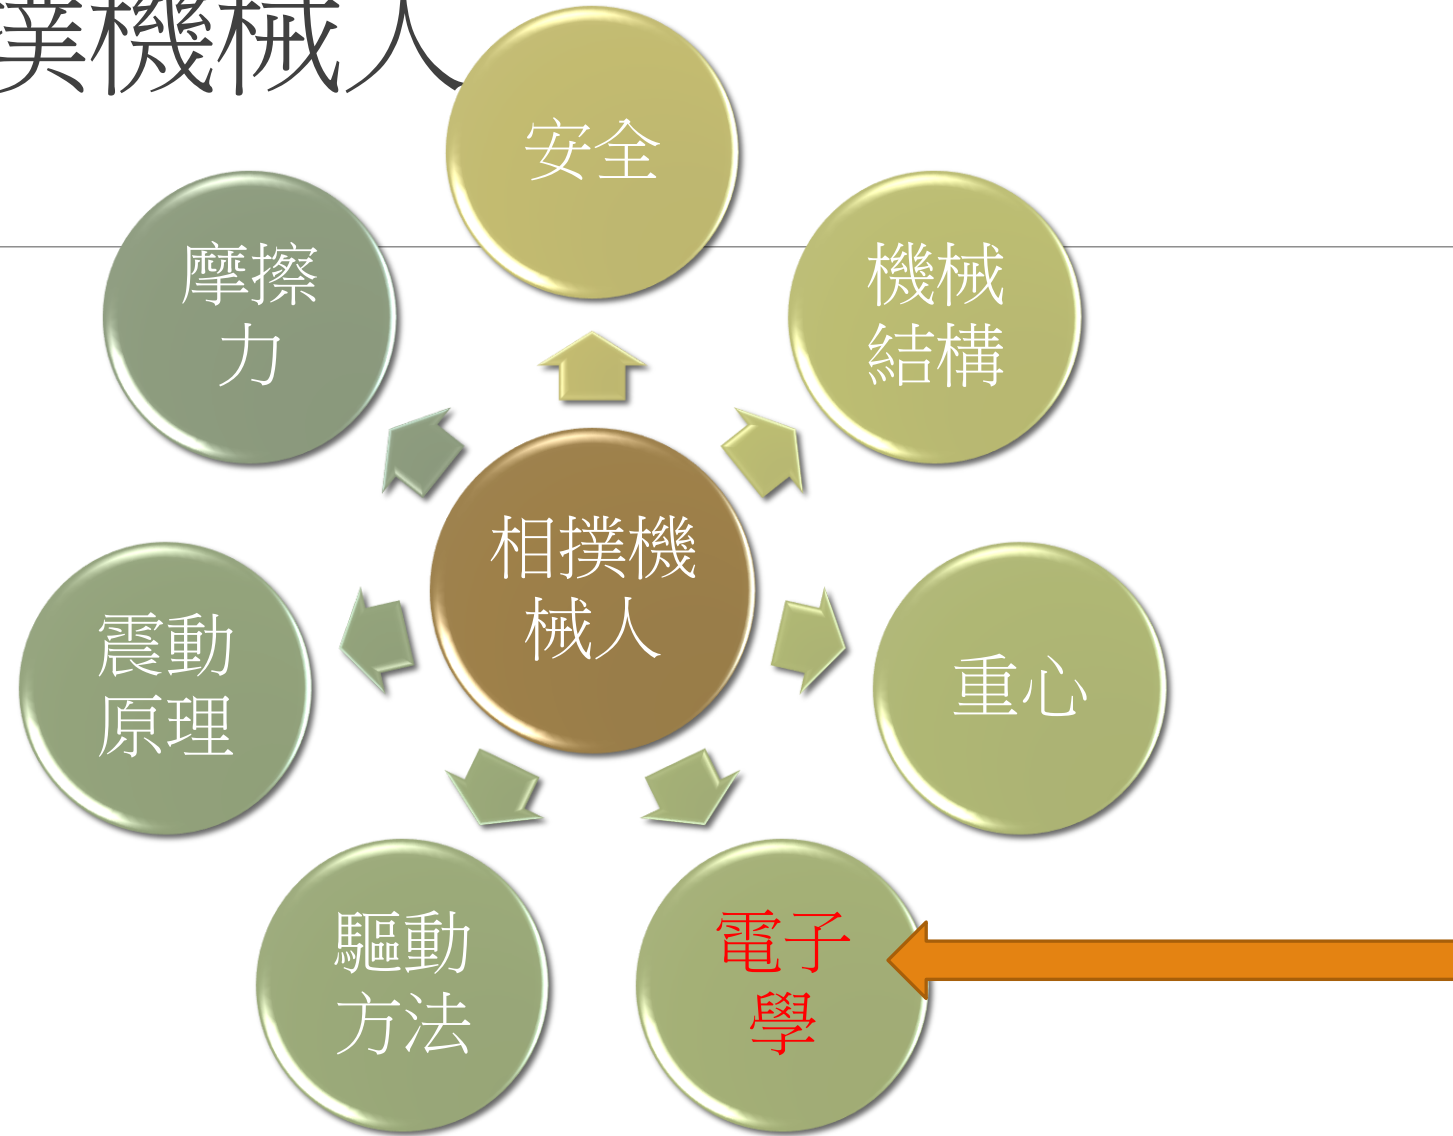 撲機械人
安全
機械
結構
重心
電子
學
驅動
方法
震動
原理
摩擦
力
相撲機
械人